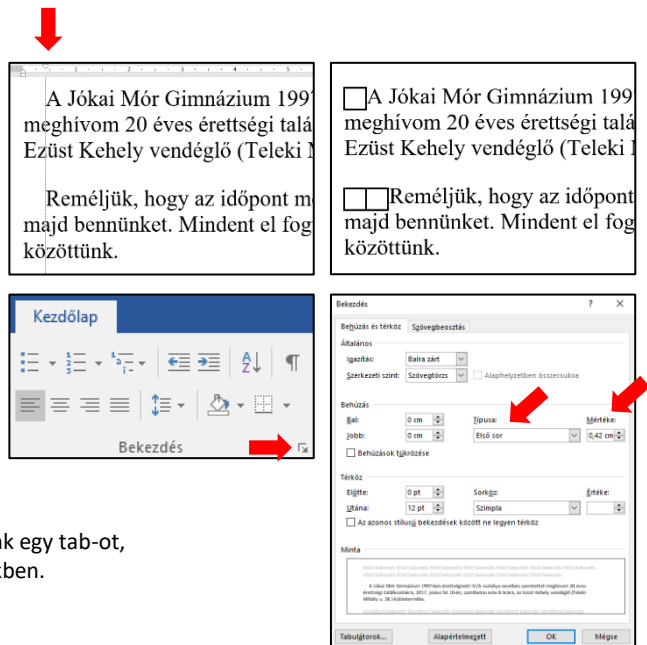 A Jókai Mór Gimnázium 199
meghívom 20 éves érettségi talá
Ezüst Kehely vendéglő (Teleki
Reméljük, hogy az időpont m
majd bennünket. Mindent el fog
közöttünk.
A Jókai Mór Gimnázium 199
meghívom 20 éves érettségi talá
Ezüst Kehely vendéglő (Teleki
Reméljük, hogy az időpont
majd bennünket. Mindent el fog
közöttünk.
Kezdőlap
Bekezdés
Bekezdés ? ×
Behúzás és térköz Szövegbeosztás
Általános
Igazítás: Balra zárt
Szerkezeti szint: Szövegtörzs Alaphelyzetben összecsukva
Behúzás
Bal: 0 cm Típusa: Mértéke:
Jobb: 0 cm Első sor 0,42 cm
Behúzások tükrözése
Térköz
Előtte: 0 pt Sorköz: Értéke:
Utána: 12 pt Szimpla
Az azonos stílusú bekezdések között ne legyen térköz
Minta
Tabulátorok... Alapértelmezett OK Mégse
k egy tab-ot,
kben.